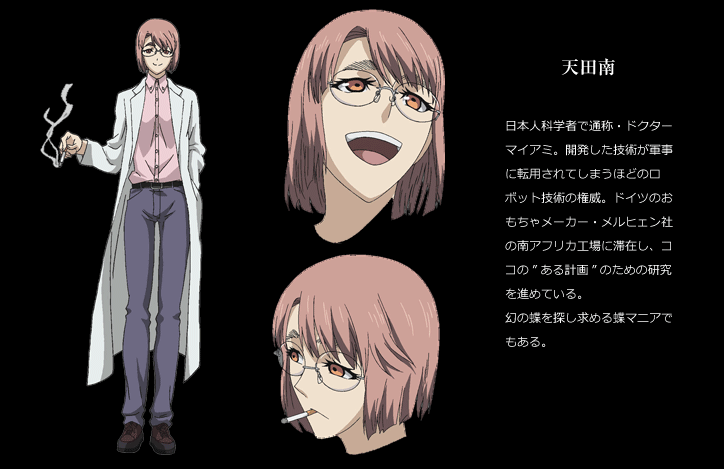 天田南
日本人科学者で通称・ドクター
マイアミ。開発した技術が軍事
に転用されてしまうほどのロ
ボット技術の権威。ドイツのお
もちゃメーカー・メルヒェン社
の南アフリカ工場に滞在し、コ
コの”ある計画”のための研究
を進めている。
幻の蝶を探し求める蝶マニアで
もある。